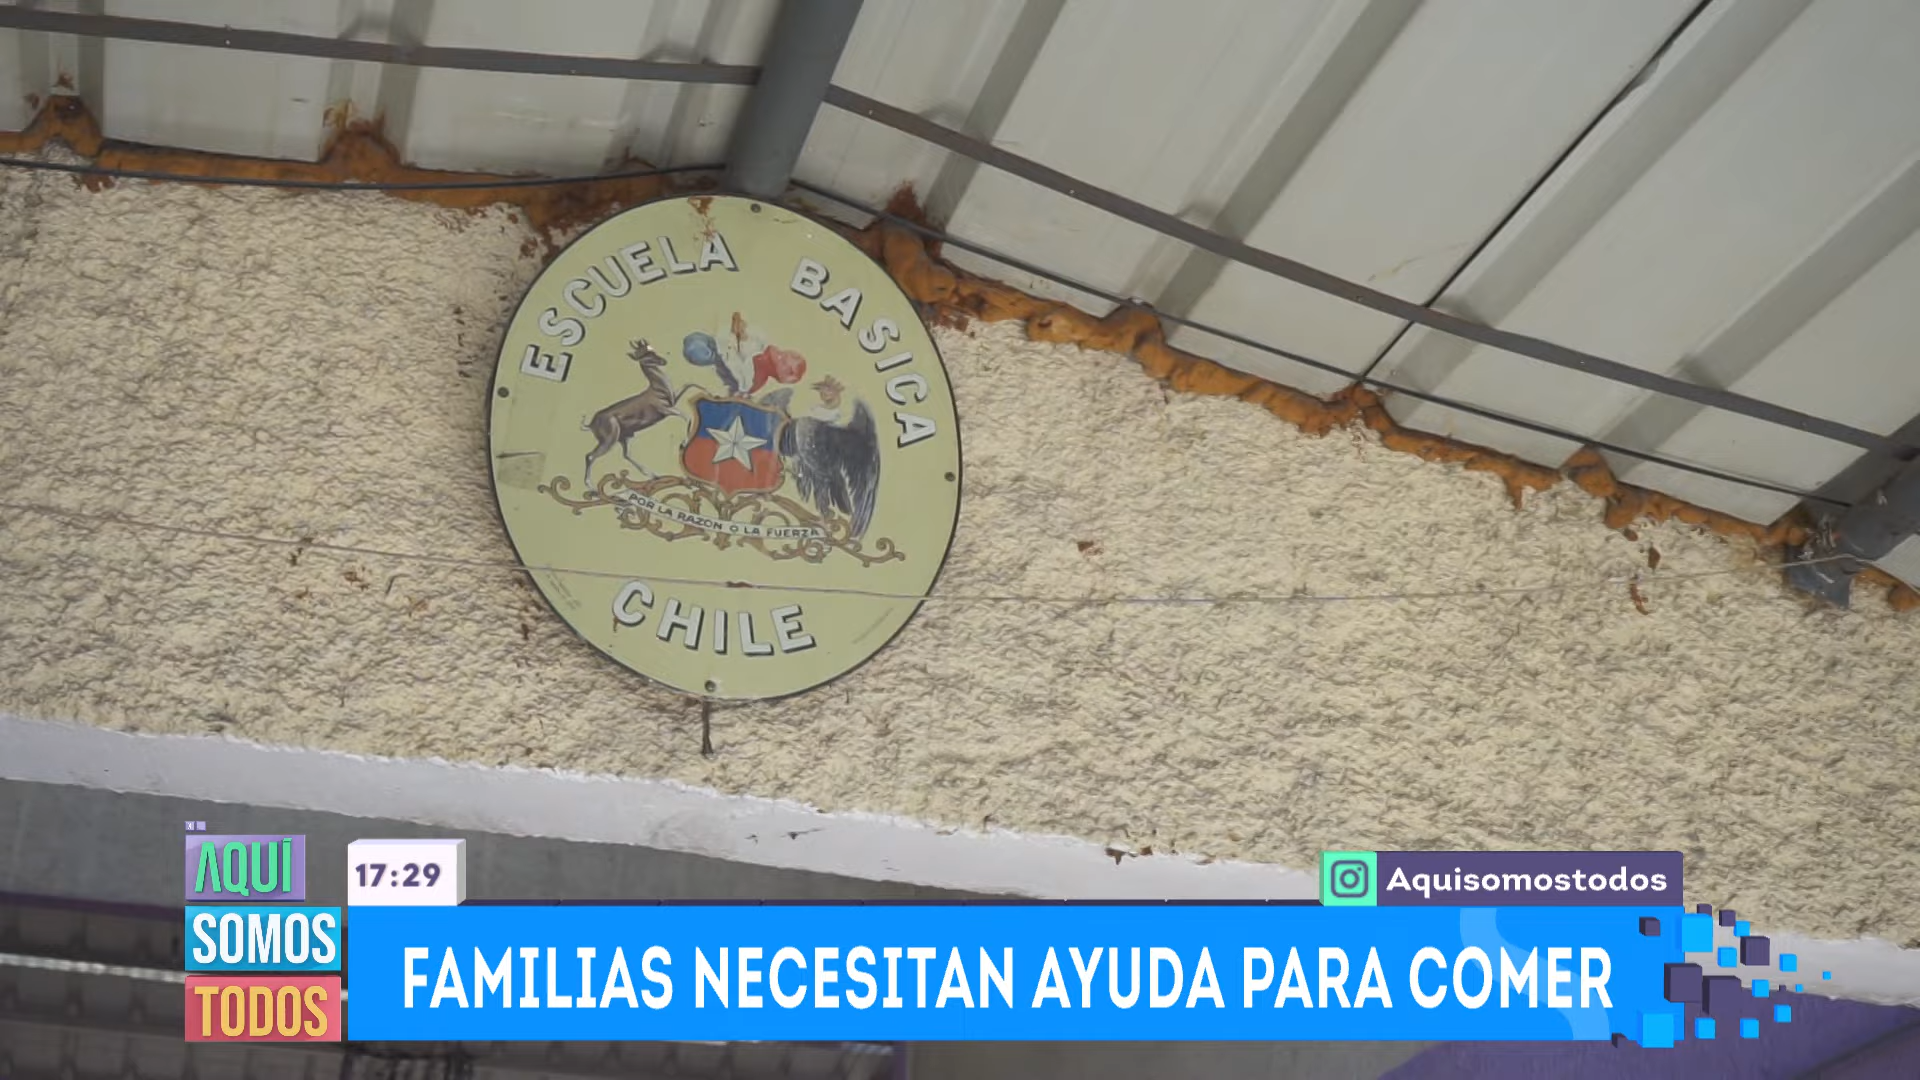 ESCUELA BASICA
POR LA RAZON O LA FUERZA
CHILE
AQUÍ
SOMOS
TODOS
17:29
Aquisomostodos
FAMILIAS NECESITAN AYUDA PARA COMER